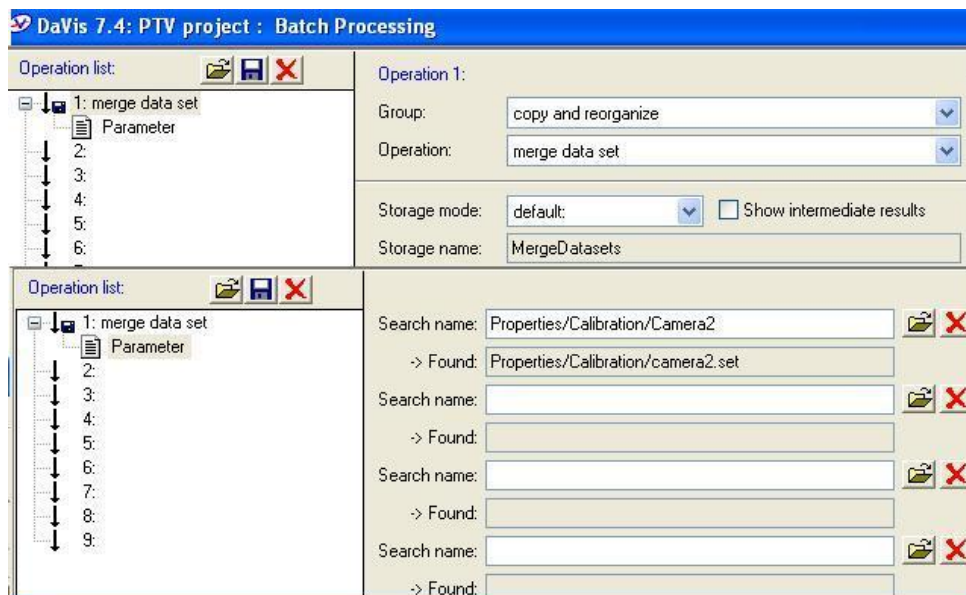 DaVis 7.4: PTV project : Batch Processing
Operation list:
1: merge data set
Parameter
2:
3:
4:
5:
6:
Operation 1:
Group: copy and reorganize
Operation: merge data set
Storage mode: default: Show intermediate results
Storage name: MergeDatasets
Operation list:
1: merge data set
Parameter
2:
3:
4:
5:
6:
7:
8:
9:
Search name: Properties/Calibration/Camera2
-> Found: Properties/Calibration/camera2.set
Search name:
-> Found:
Search name:
-> Found:
Search name:
-> Found: